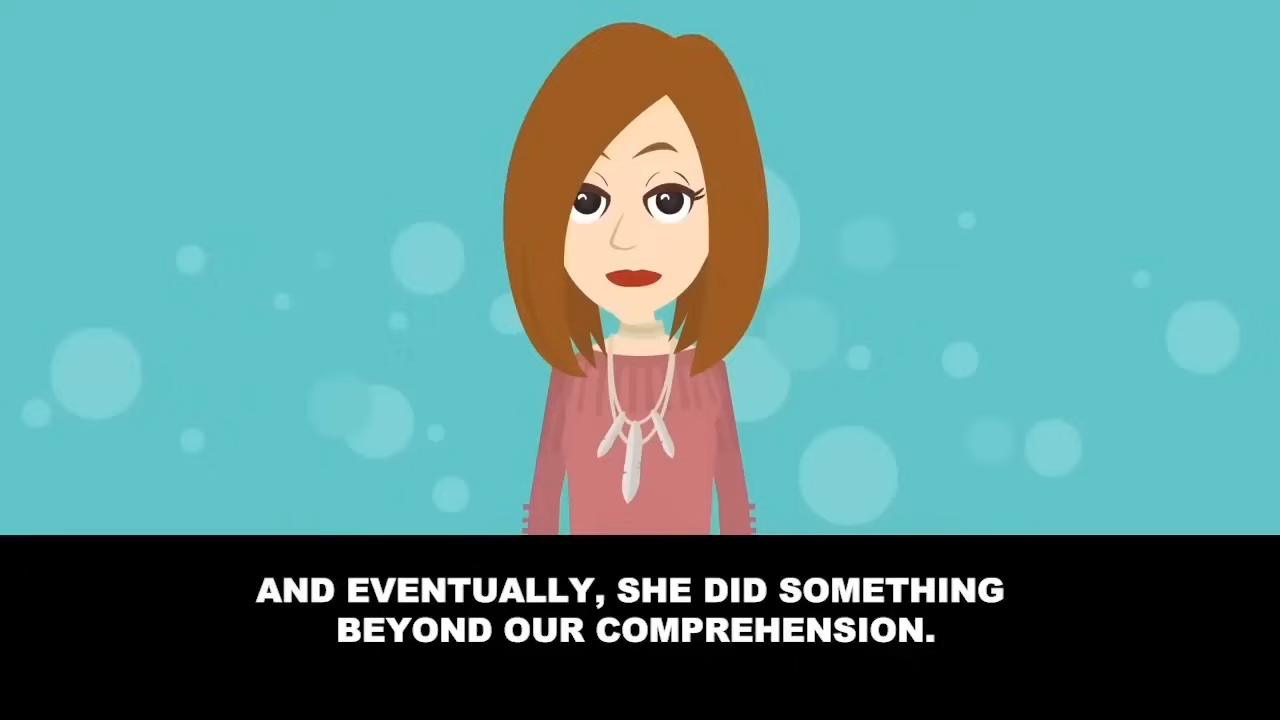 AND EVENTUALLY, SHE DID SOMETHING
BEYOND OUR COMPREHENSION.